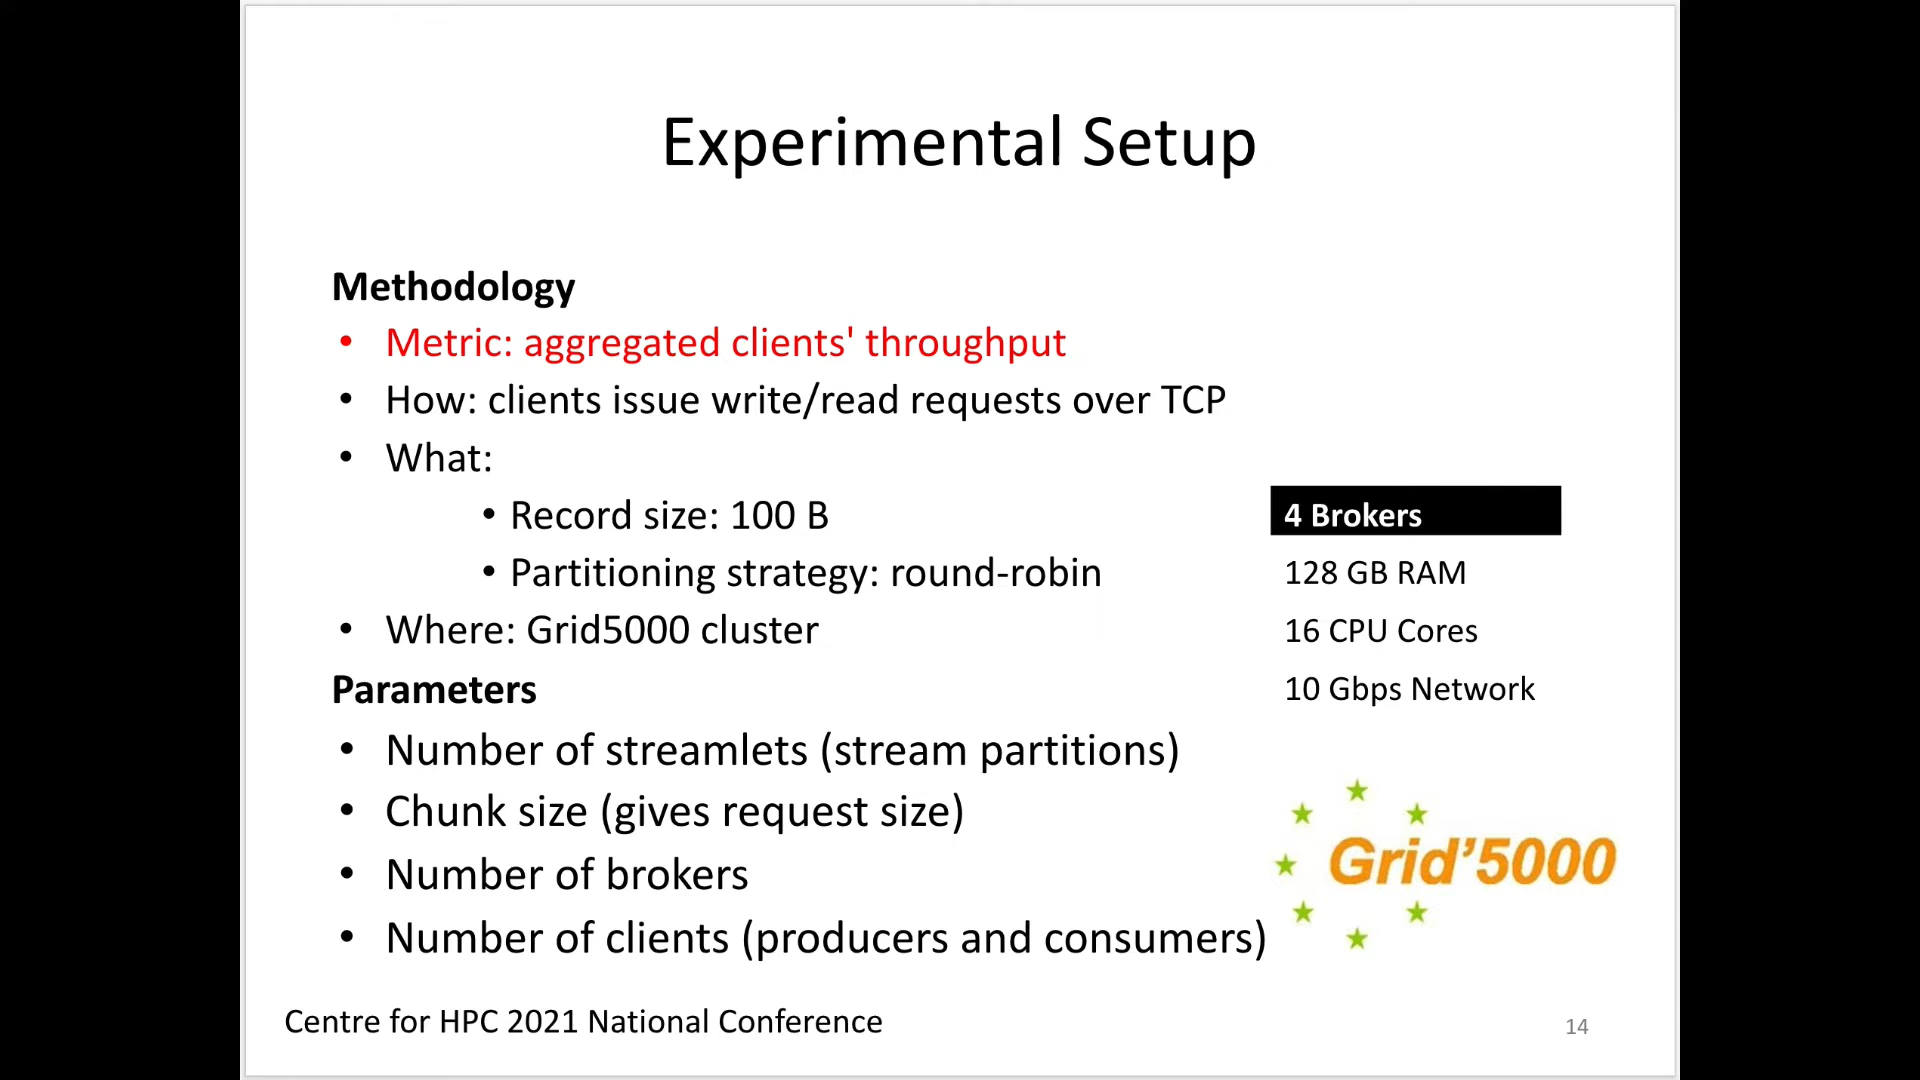 Experimental Setup
Methodology
• Metric: aggregated clients' throughput
• How: clients issue write/read requests over TCP
• What:
• Record size: 100 B
• Partitioning strategy: round-robin
• Where: Grid5000 cluster
Parameters
• Number of streamlets (stream partitions)
• Chunk size (gives request size)
• Number of brokers
• Number of clients (producers and consumers)
4 Brokers
128 GB RAM
16 CPU Cores
10 Gbps Network
Grid'5000
Centre for HPC 2021 National Conference
14